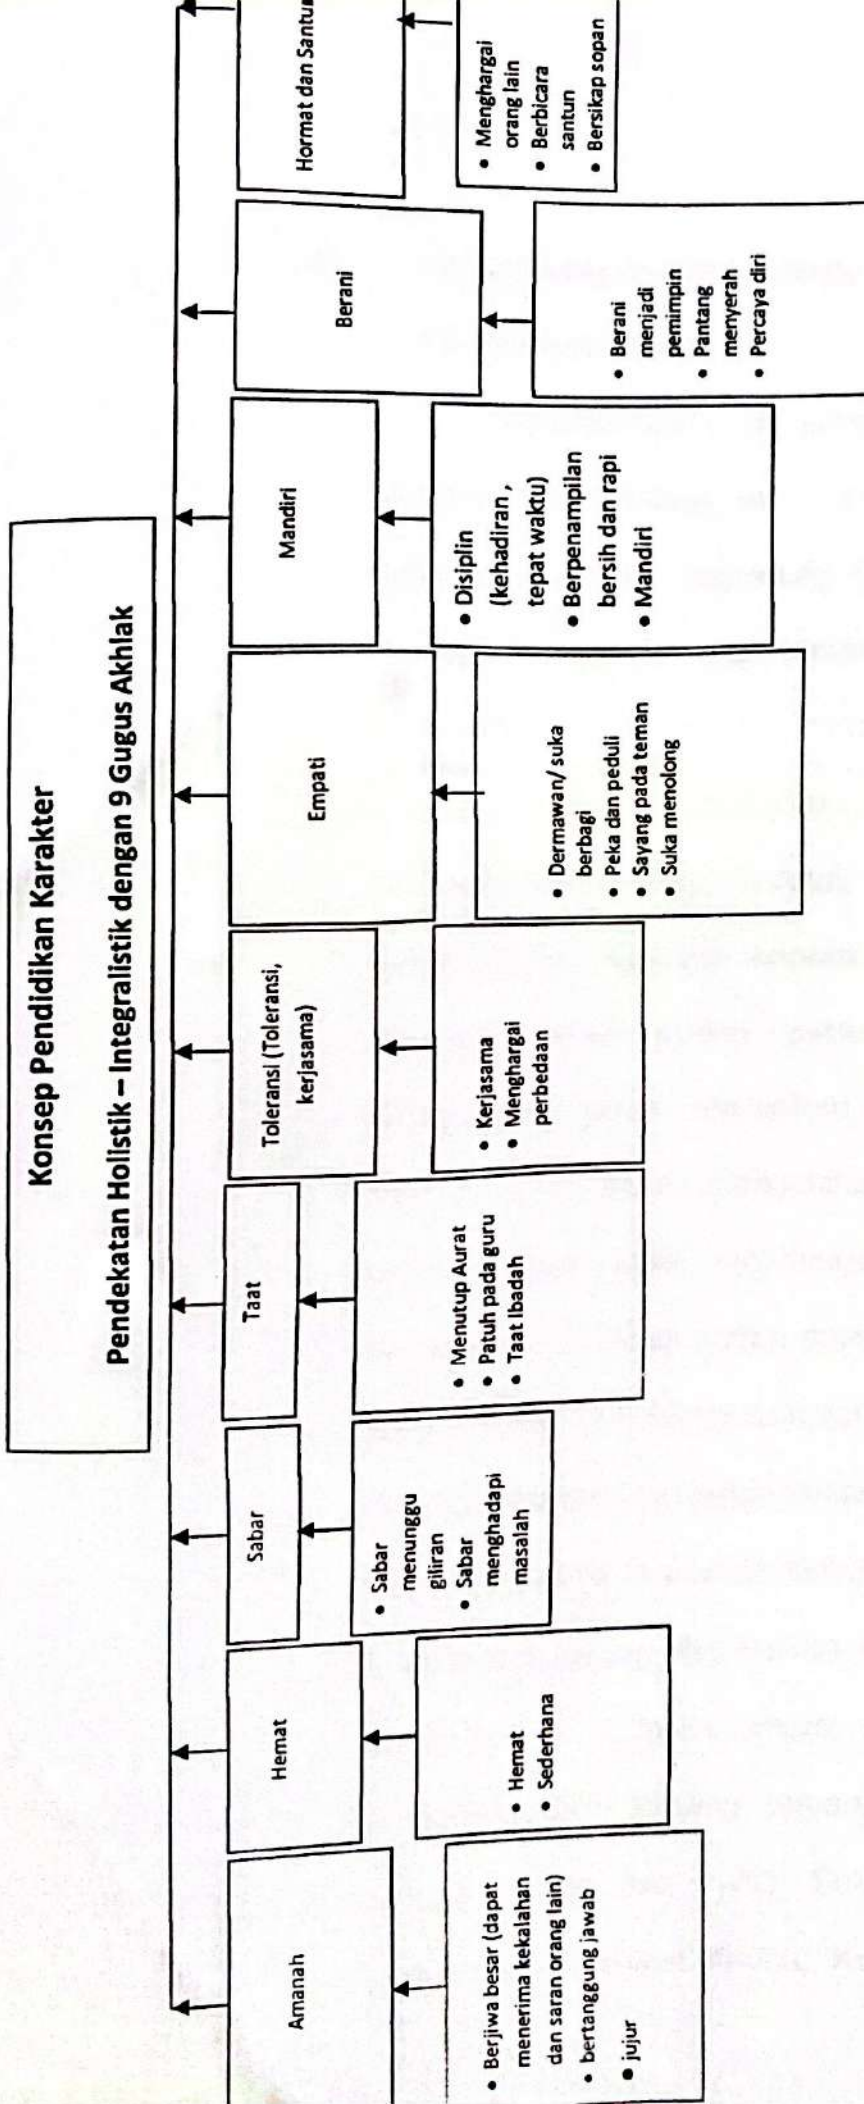 Konsep Pendidikan Karakter
Pendekatan Holistik – Integralistik dengan 9 Gugus Akhlak
Amanah
Hemat
Sabar
Taat
Toleransi (Toleransi,
kerjasama)
Empati
Mandiri
Berani
Hormat dan Santu
• Berjiwa besar (dapat
menerima kekalahan
dan saran orang lain)
• bertanggung jawab
• jujur
• Hemat
• Sederhana
• Sabar
menunggu
giliran
• Sabar
menghadapi
masalah
• Menutup Aurat
• Patuh pada guru
• Taat Ibadah
• Kerjasama
• Menghargai
perbedaan
• Dermawan/ suka
berbagi
• Peka dan peduli
• Sayang pada teman
• Suka menolong
• Disiplin
(kehadiran ,
tepat waktu)
• Berpenampilan
bersih dan rapi
• Mandiri
• Berani
menjadi
pemimpin
• Pantang
menyerah
• Percaya diri
• Menghargai
orang lain
• Berbicara
santun
• Bersikap sopan